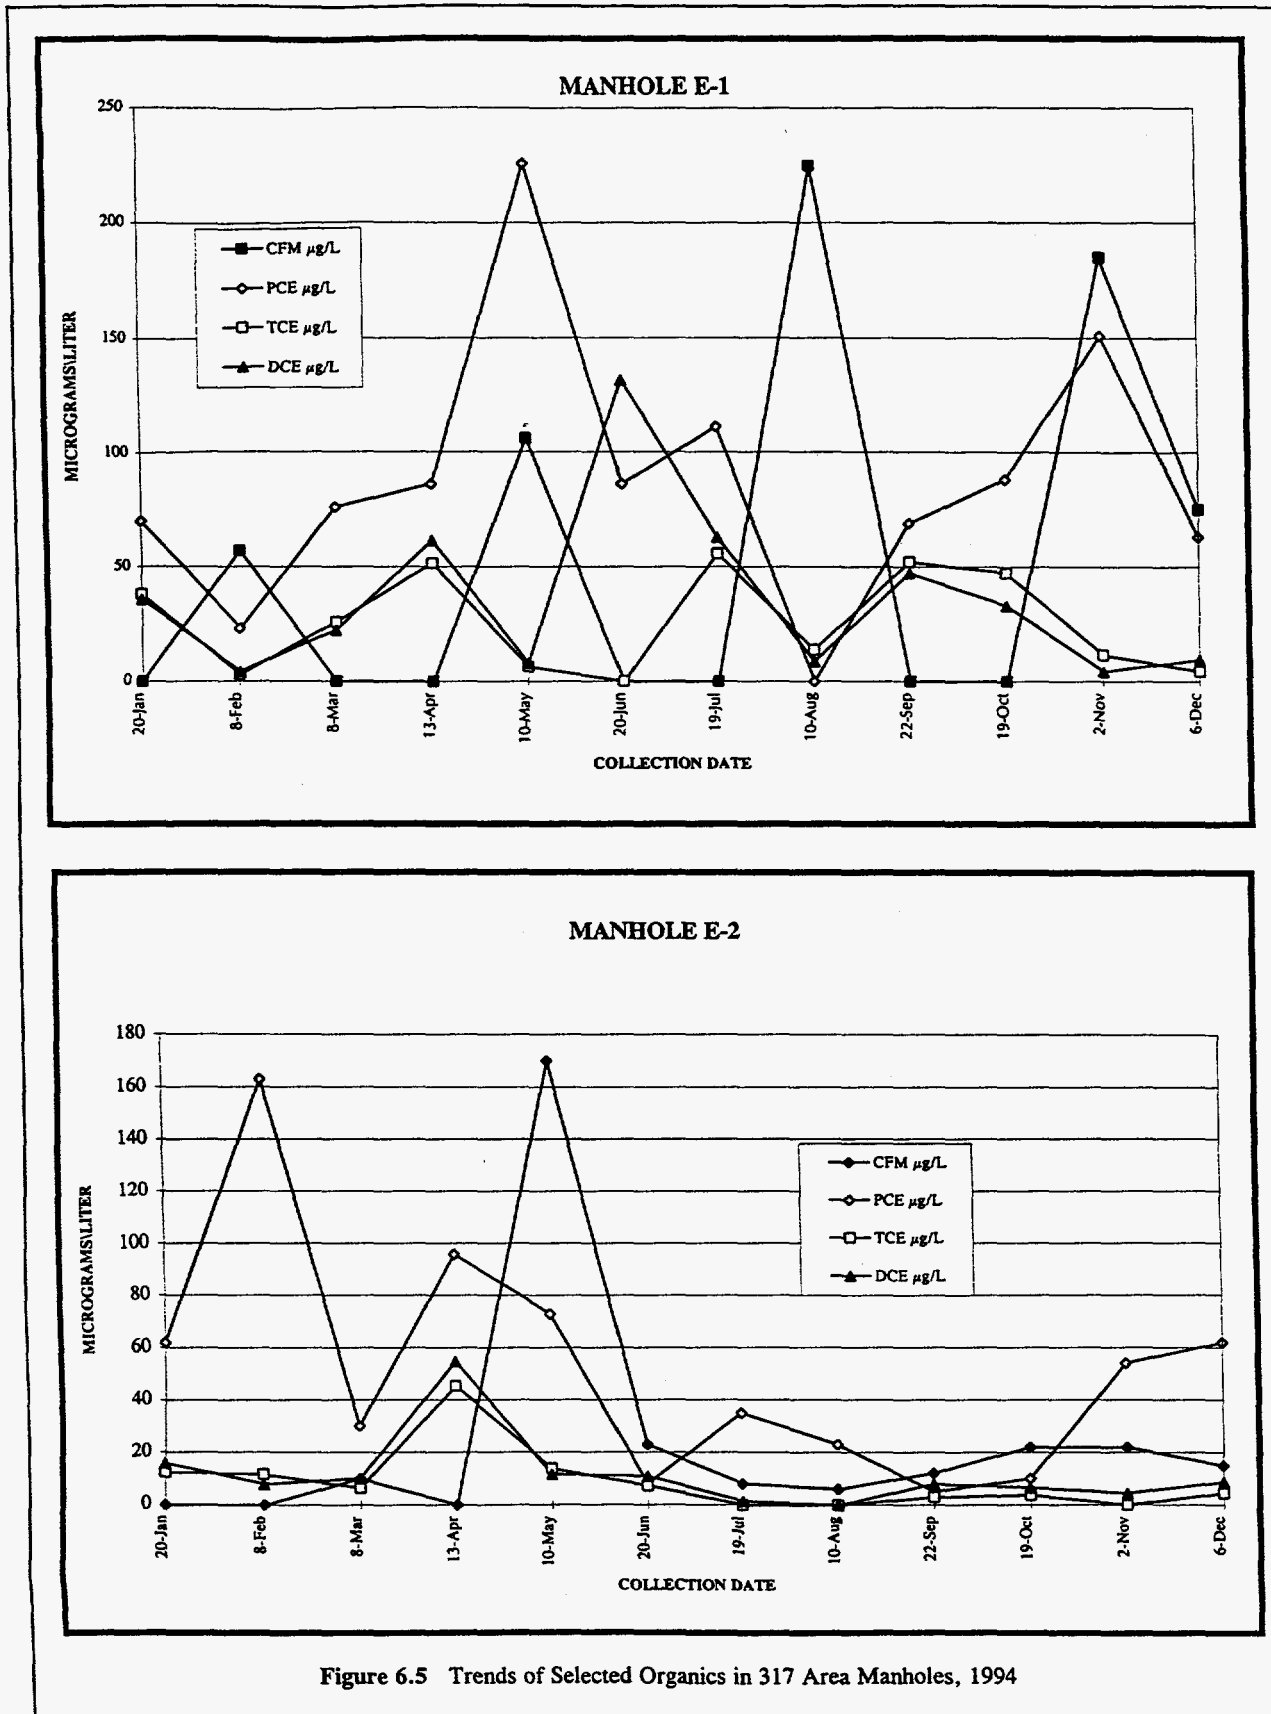 MANHOLE E-1
250
200
150
100
50
0
MICROGRAMS\LITER
CFM µg/L
PCE µg/L
TCE µg/L
DCE µg/L
20-Jan
8-Feb
8-Mar
13-Apr
10-May
20-Jun
19-Jul
10-Aug
22-Sep
19-Oct
2-Nov
6-Dec
COLLECTION DATE
MANHOLE E-2
180
160
140
120
100
80
60
40
20
0
MICROGRAMS\LITER
CFM µg/L
PCE µg/L
TCE µg/L
DCE µg/L
20-Jan
8-Feb
8-Mar
13-Apr
10-May
20-Jun
19-Jul
10-Aug
22-Sep
19-Oct
2-Nov
6-Dec
COLLECTION DATE
Figure 6.5 Trends of Selected Organics in 317 Area Manholes, 1994